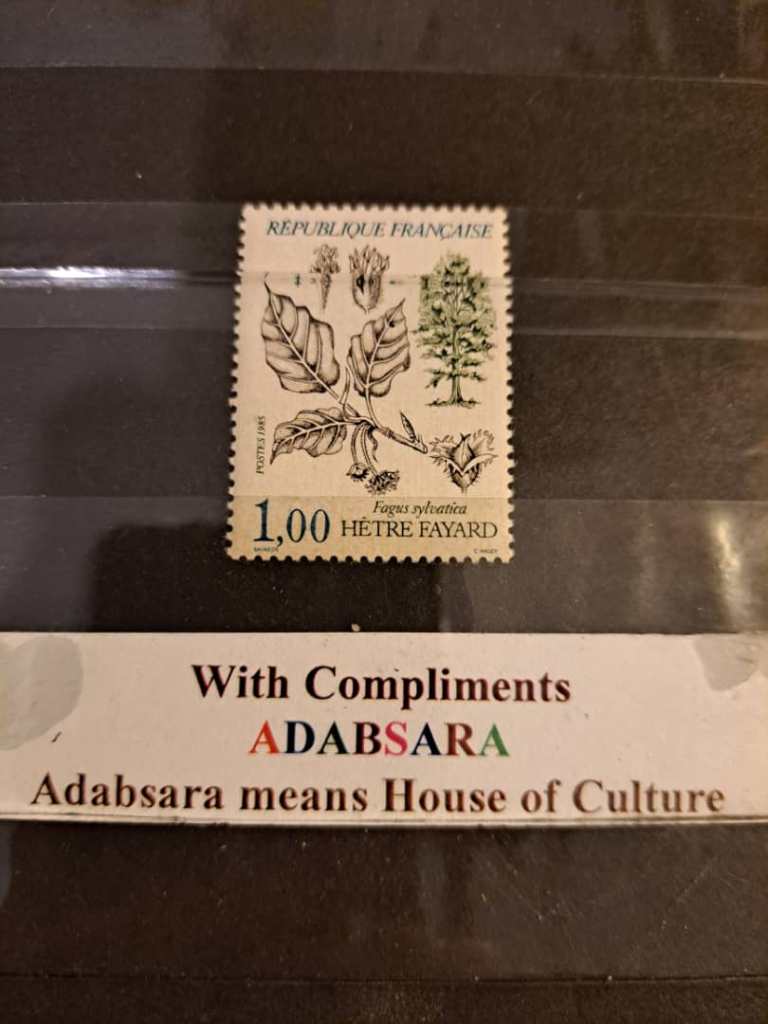 RÉPUBLIQUE FRANÇAISE
POSTES 1985
Fagus sylvatica
1,00 HÊTRE FAYARD
With Compliments
ADABSARA
Adabsara means House of Culture